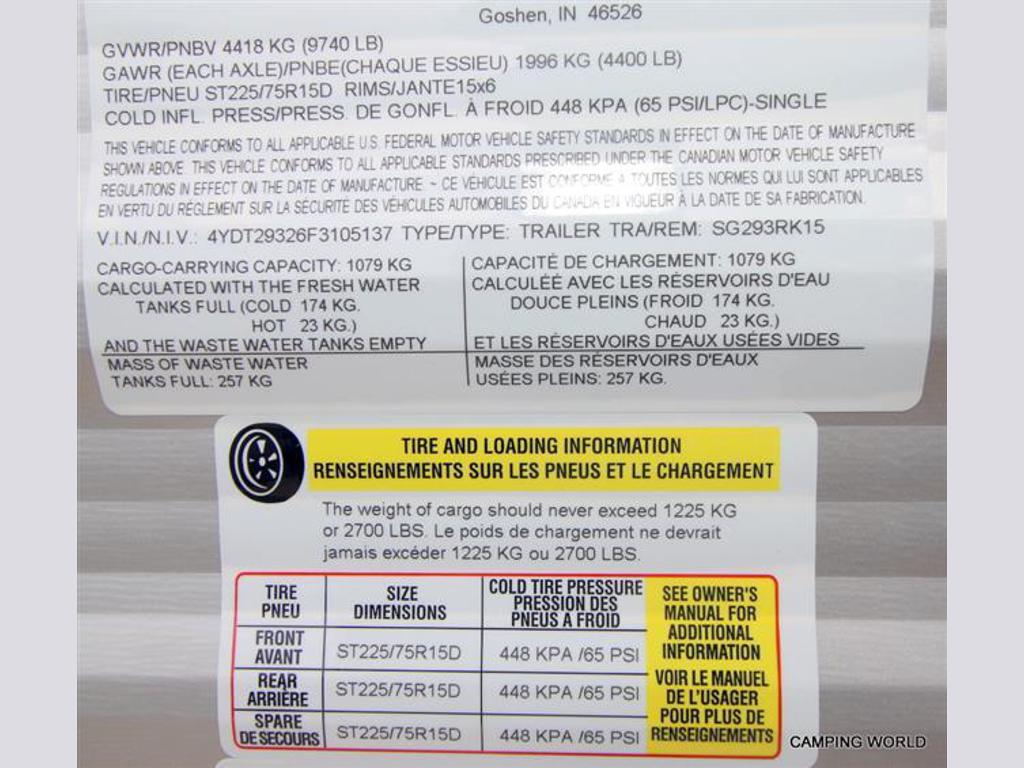 Goshen, IN 46526
GVWR/PNBV 4418 KG (9740 LB)
GAWR (EACH AXLE)/PNBE(CHAQUE ESSIEU) 1996 KG (4400 LB)
TIRE/PNEU ST225/75R15D RIMS/JANTE15x6
COLD INFL. PRESS/PRESS. DE GONFL. À FROID 448 KPA (65 PSI/LPC)-SINGLE
THIS VEHICLE CONFORMS TO ALL APPLICABLE U.S. FEDERAL MOTOR VEHICLE SAFETY STANDARDS IN EFFECT ON THE DATE OF MANUFACTURE
SHOWN ABOVE. THIS VEHICLE CONFORMS TO ALL APPLICABLE STANDARDS PRESCRIBED UNDER THE CANADIAN MOTOR VEHICLE SAFETY
REGULATIONS IN EFFECT ON THE DATE OF MANUFACTURE ~ CE VÉHICULE EST CONFORME A TOUTES LES NORMES QUI LUI SONT APPLICABLES
EN VERTU DU RÉGLEMENT SUR LA SÉCURITÉ DES VÉHICULES AUTOMOBILES DU CANADA EN VIGUEUR À LA DATE DE SA FABRICATION.
V.I.N./N.I.V.: 4YDT29326F3105137 TYPE/TYPE: TRAILER TRA/REM: SG293RK15
CARGO-CARRYING CAPACITY: 1079 KG
CALCULATED WITH THE FRESH WATER
TANKS FULL (COLD 174 KG.
HOT 23 KG.)
AND THE WASTE WATER TANKS EMPTY
MASS OF WASTE WATER
TANKS FULL: 257 KG
CAPACITÉ DE CHARGEMENT: 1079 KG
CALCULÉE AVEC LES RÉSERVOIRS D'EAU
DOUCE PLEINS (FROID 174 KG.
CHAUD 23 KG.)
ET LES RÉSERVOIRS D'EAUX USÉES VIDES
MASSE DES RÉSERVOIRS D'EAUX
USÉES PLEINS: 257 KG.
TIRE AND LOADING INFORMATION
RENSEIGNEMENTS SUR LES PNEUS ET LE CHARGEMENT
The weight of cargo should never exceed 1225 KG
or 2700 LBS. Le poids de chargement ne devrait
jamais excéder 1225 KG ou 2700 LBS.
TIRE
PNEU
SIZE
DIMENSIONS
COLD TIRE PRESSURE
PRESSION DES
PNEUS A FROID
FRONT
AVANT
ST225/75R15D
448 KPA /65 PSI
REAR
ARRIÈRE
ST225/75R15D
448 KPA /65 PSI
SPARE
DE SECOURS
ST225/75R15D
448 KPA /65 PSI
SEE OWNER'S
MANUAL FOR
ADDITIONAL
INFORMATION
VOIR LE MANUEL
DE L'USAGER
POUR PLUS DE
RENSEIGNEMENTS
CAMPING WORLD